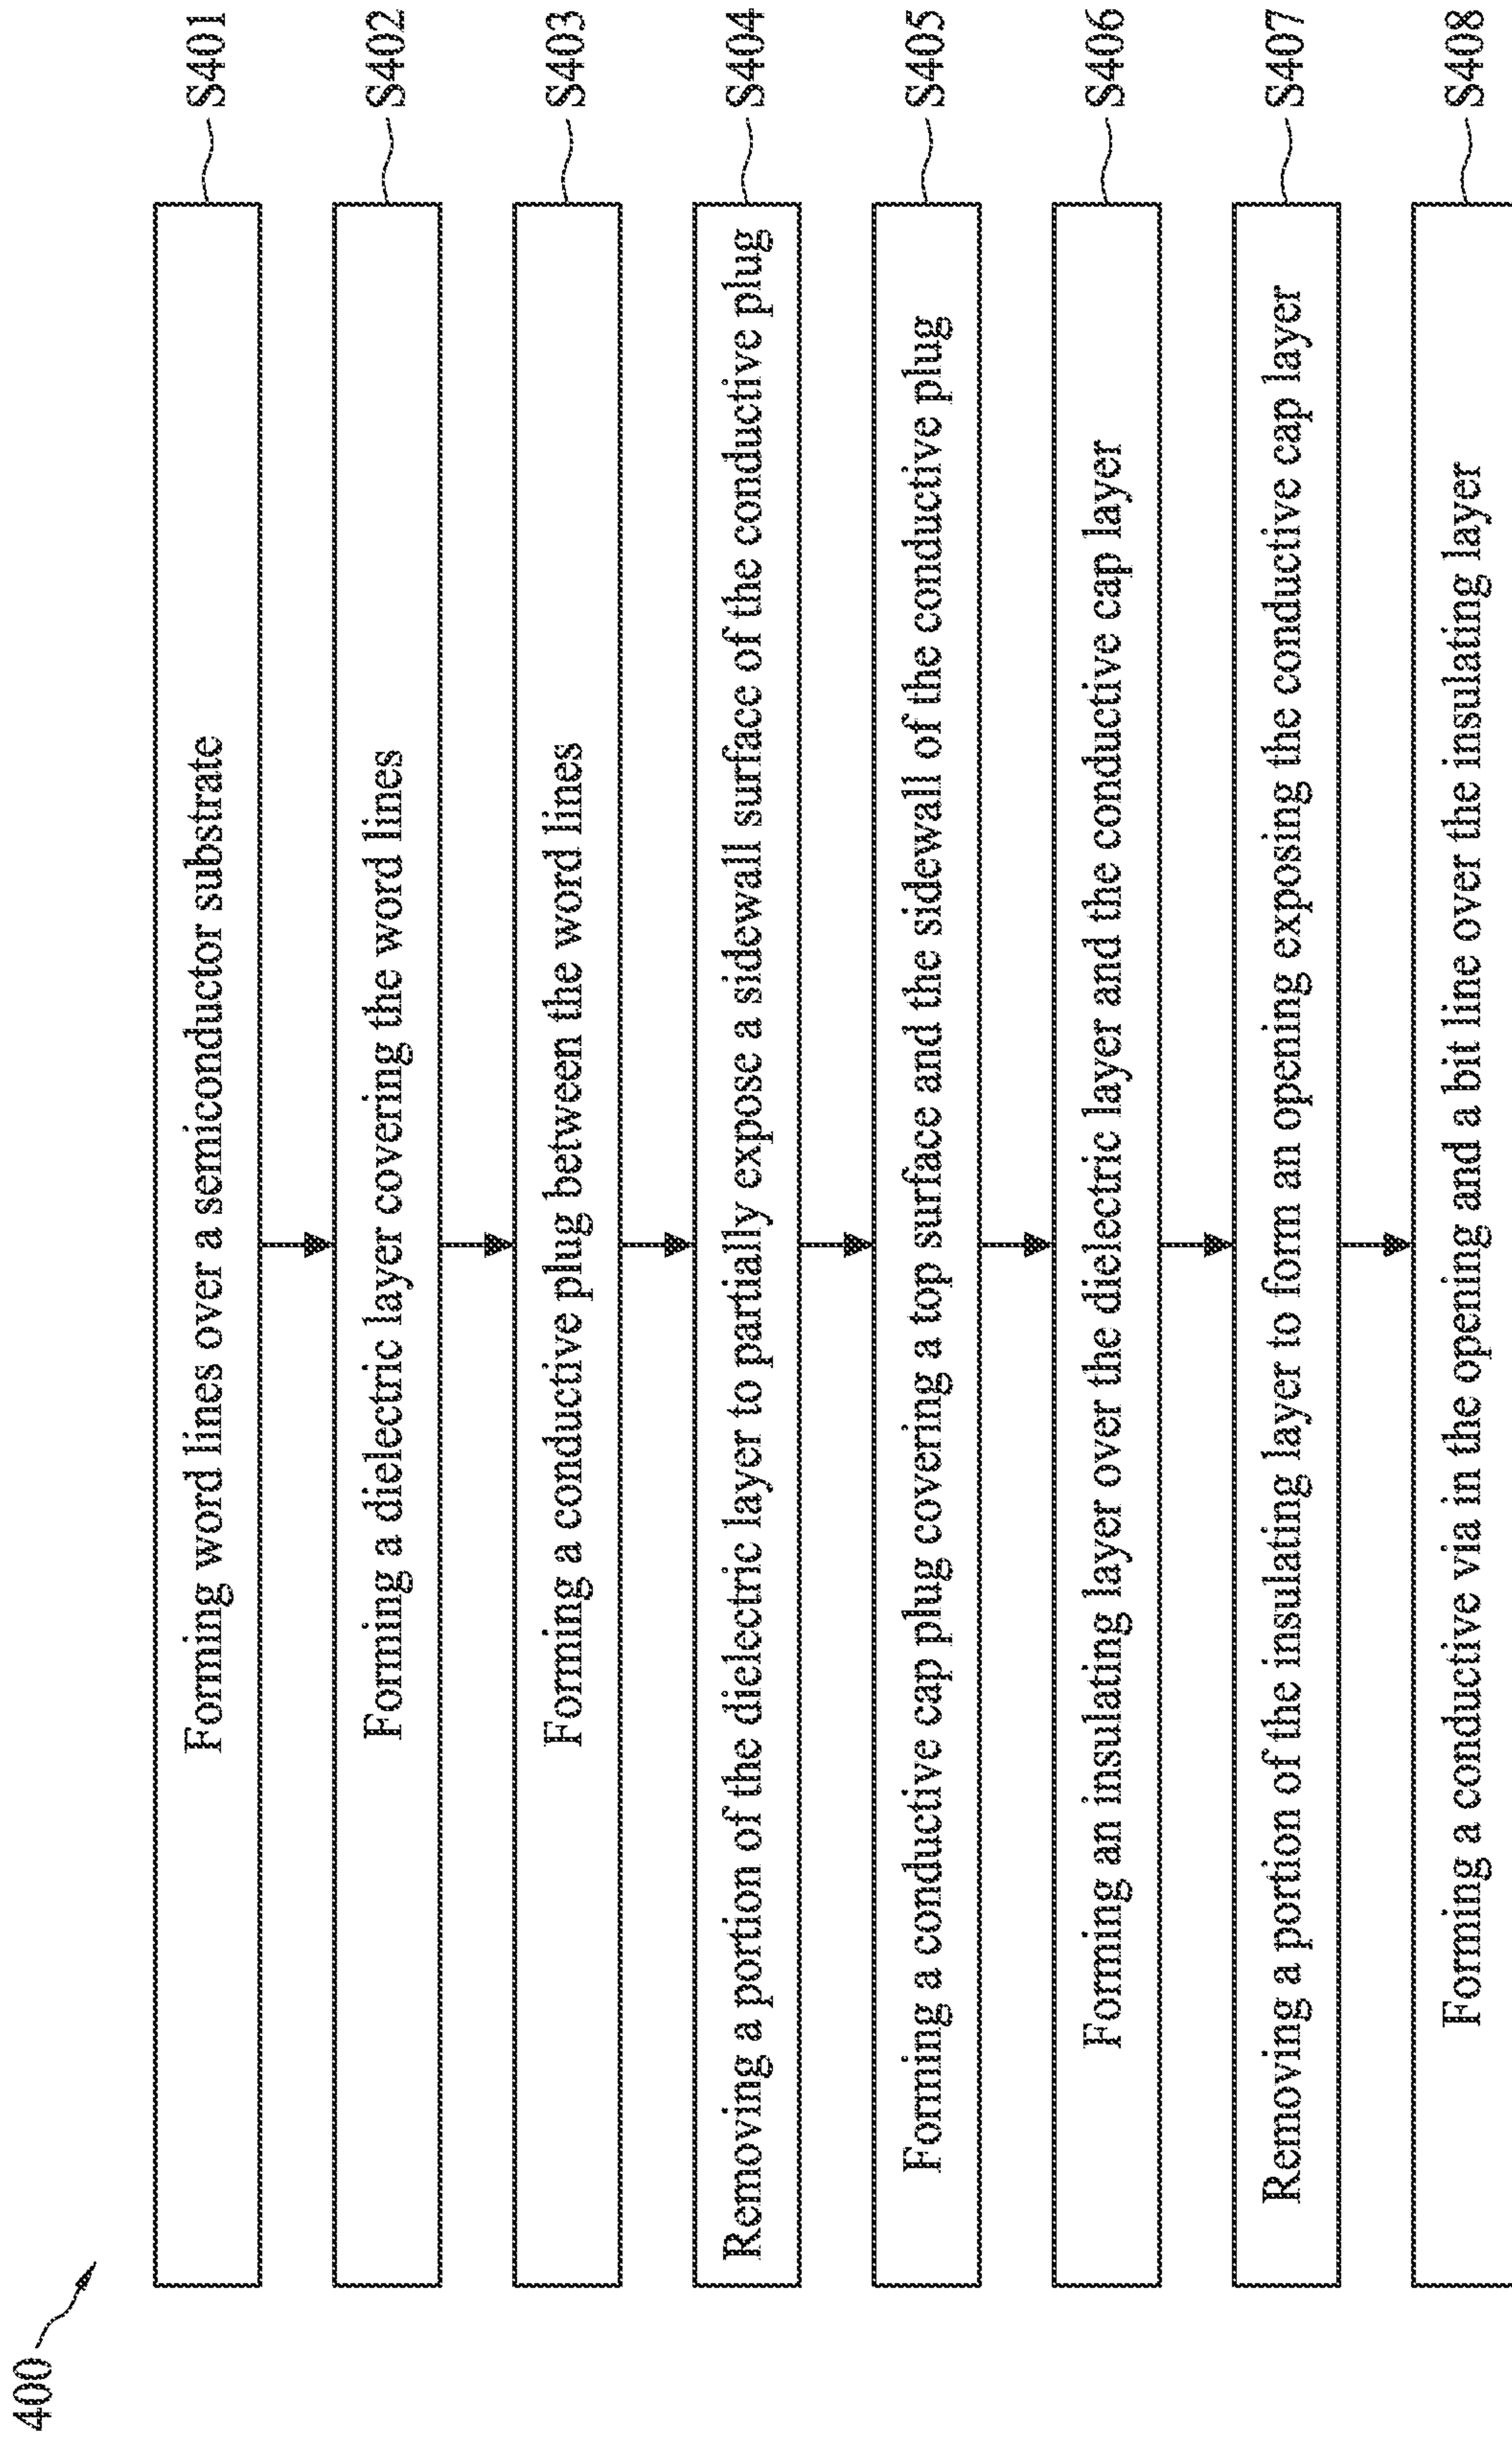 400
Forming word lines over a semiconductor substrate
S401
Forming a dielectric layer covering the word lines
S402
Forming a conductive plug between the word lines
S403
Removing a portion of the dielectric layer to partially expose a sidewall surface of the conductive plug
S404
Forming a conductive cap plug covering a top surface and the sidewall of the conductive plug
S405
Forming an insulating layer over the dielectric layer and the conductive cap layer
S406
Removing a portion of the insulating layer to form an opening exposing the conductive cap layer
S407
Forming a conductive via in the opening and a bit line over the insulating layer
S408